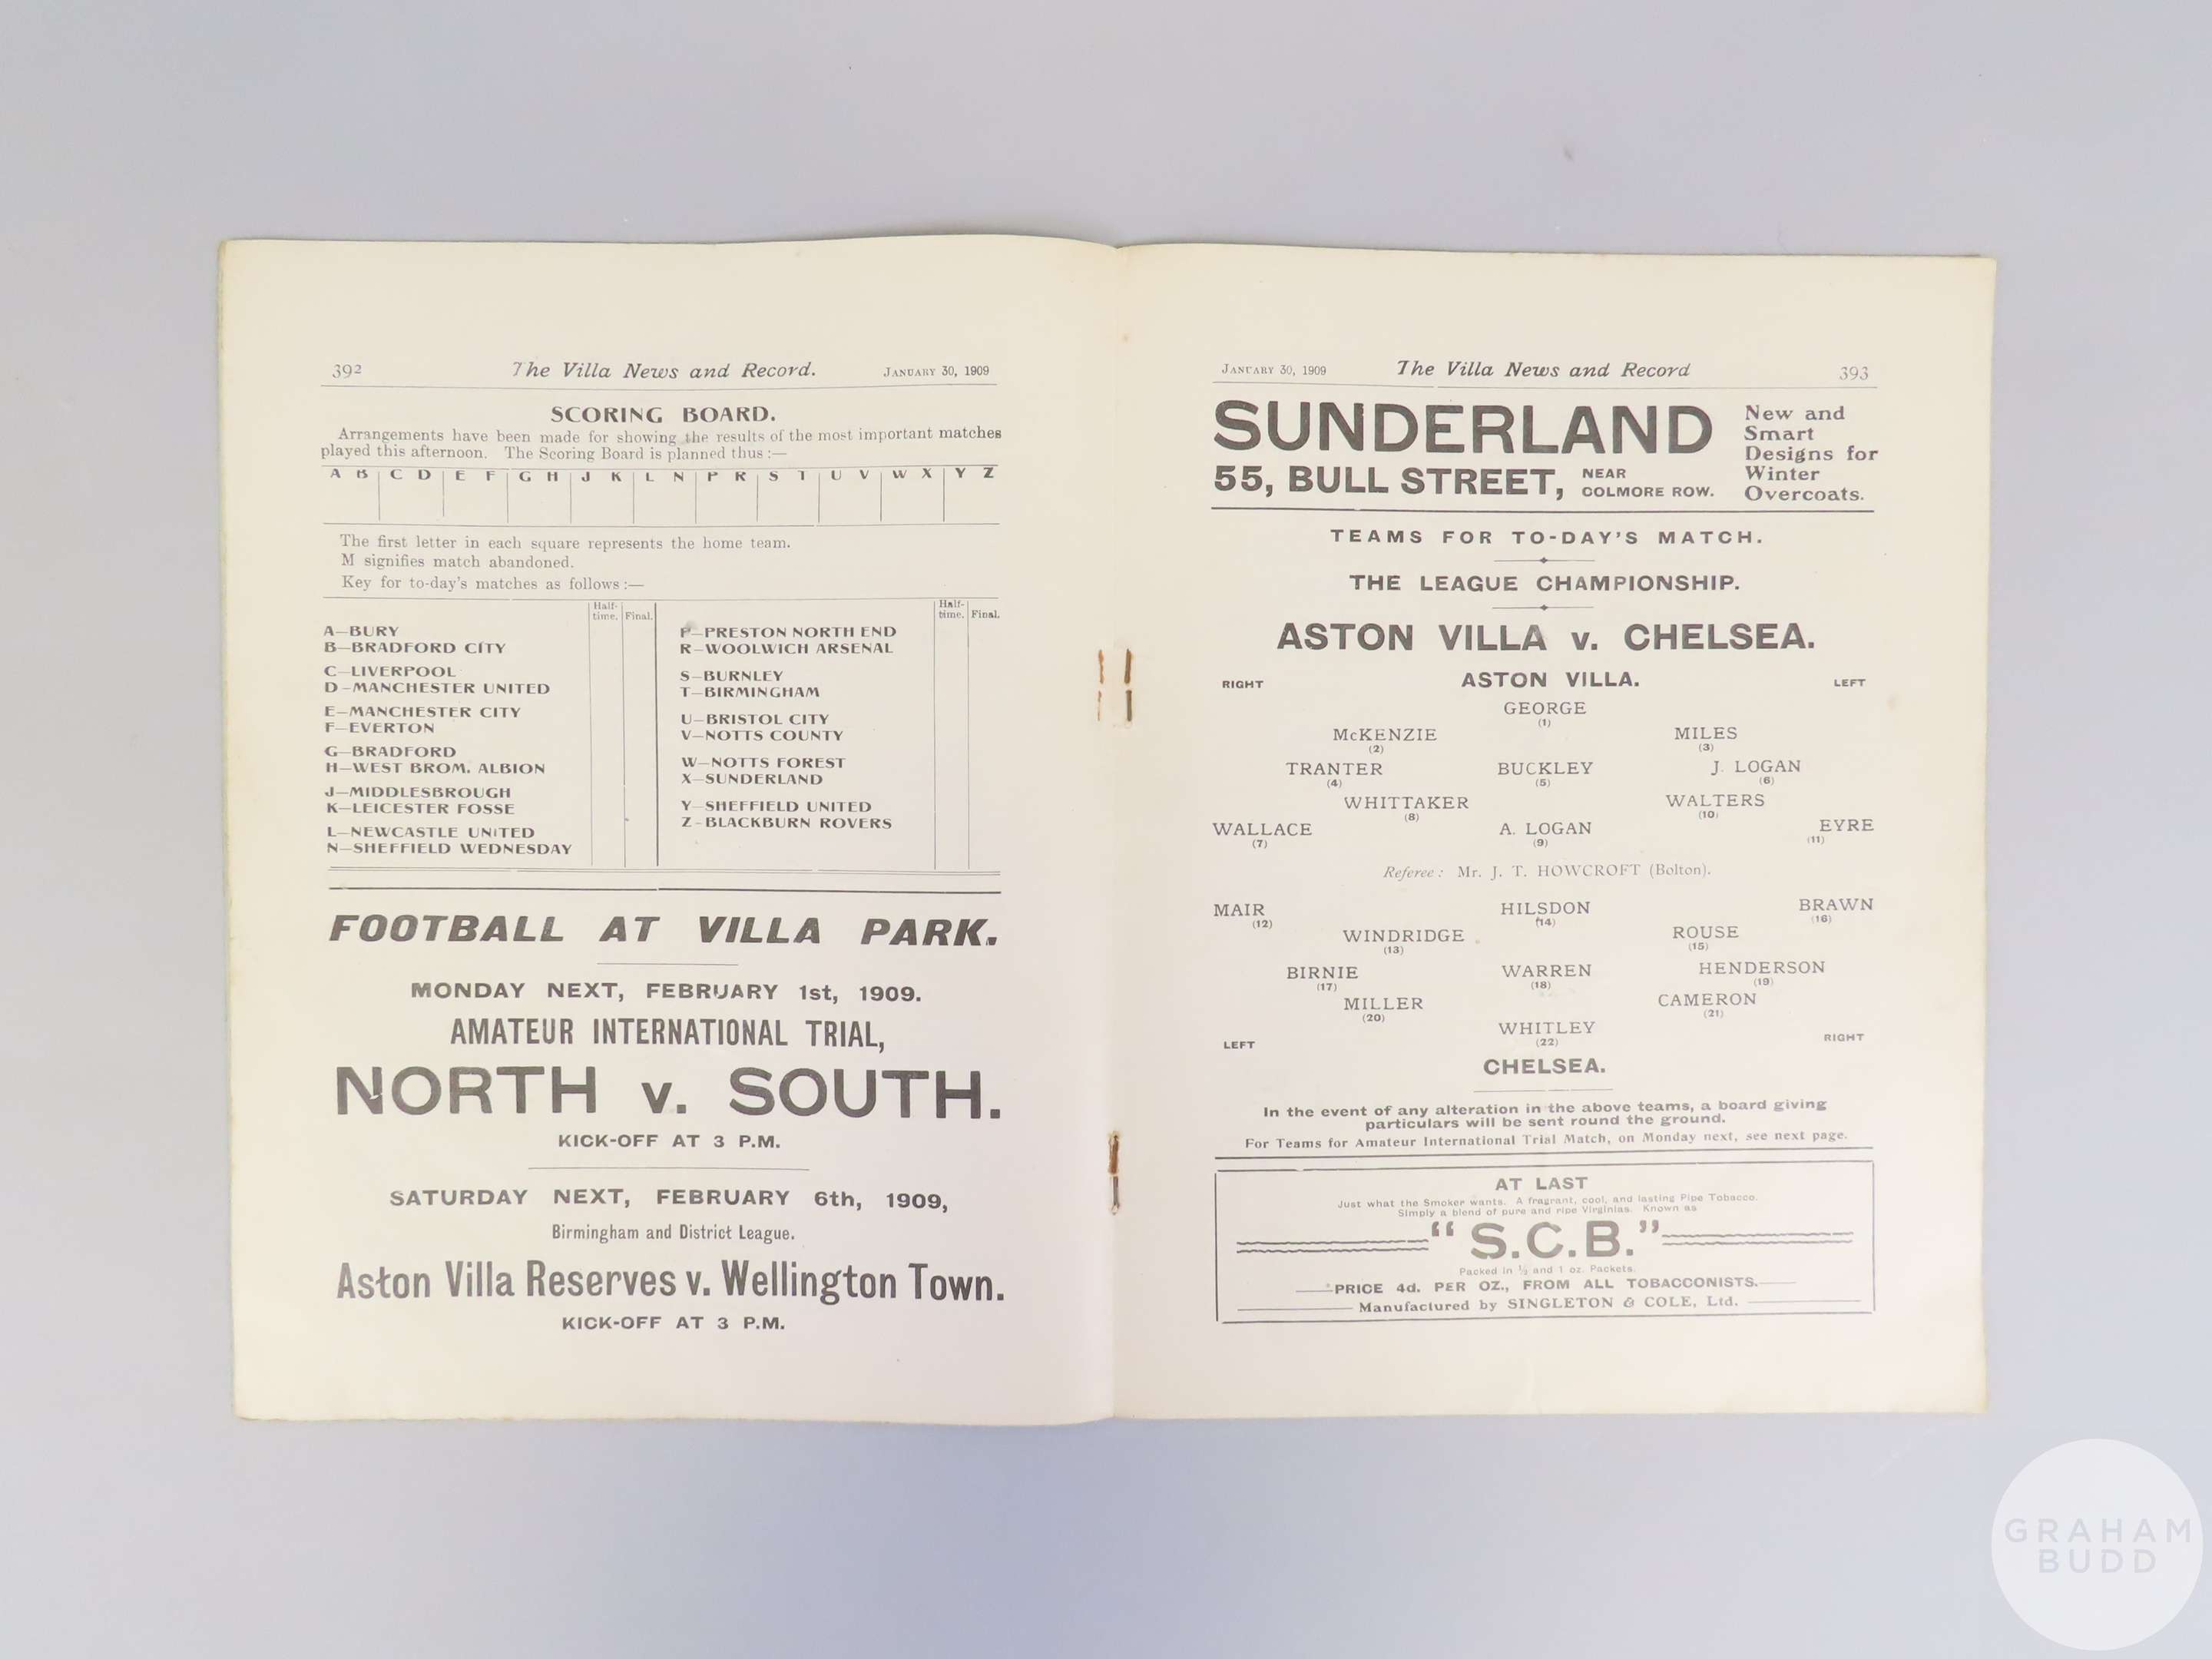 392 The Villa News and Record. JANUARY 30, 1909
SCORING BOARD.
Arrangements have been made for showing the results of the most important matches
played this afternoon. The Scoring Board is planned thus :—
A B C D E F G H J K L N P R S T U V W X Y Z
The first letter in each square represents the home team.
M signifies match abandoned.
Key for to-day's matches as follows :—
Half-time. Final.
A—BURY
B—BRADFORD CITY
C—LIVERPOOL
D—MANCHESTER UNITED
E—MANCHESTER CITY
F—EVERTON
G—BRADFORD
H—WEST BROM. ALBION
J—MIDDLESBROUGH
K—LEICESTER FOSSE
L—NEWCASTLE UNITED
N—SHEFFIELD WEDNESDAY
Half-time. Final.
P—PRESTON NORTH END
R—WOOLWICH ARSENAL
S—BURNLEY
T—BIRMINGHAM
U—BRISTOL CITY
V—NOTTS COUNTY
W—NOTTS FOREST
X—SUNDERLAND
Y—SHEFFIELD UNITED
Z—BLACKBURN ROVERS
FOOTBALL AT VILLA PARK.
MONDAY NEXT, FEBRUARY 1st, 1909.
AMATEUR INTERNATIONAL TRIAL,
NORTH v. SOUTH.
KICK-OFF AT 3 P.M.
SATURDAY NEXT, FEBRUARY 6th, 1909,
Birmingham and District League.
Aston Villa Reserves v. Wellington Town.
KICK-OFF AT 3 P.M.
JANUARY 30, 1909 The Villa News and Record 393
SUNDERLAND
55, BULL STREET, NEAR COLMORE ROW.
New and
Smart
Designs for
Winter
Overcoats.
TEAMS FOR TO-DAY'S MATCH.
THE LEAGUE CHAMPIONSHIP.
ASTON VILLA v. CHELSEA.
RIGHT ASTON VILLA. LEFT
GEORGE
(1)
McKENZIE MILES
(2) (3)
TRANTER BUCKLEY J. LOGAN
(4) (5) (6)
WHITTAKER WALTERS
(8) (10)
WALLACE A. LOGAN EYRE
(7) (9) (11)
Referee : Mr. J. T. HOWCROFT (Bolton).
MAIR HILSDON BRAWN
(12) (14) (16)
WINDRIDGE ROUSE
(13) (15)
BIRNIE WARREN HENDERSON
(17) (18) (19)
MILLER CAMERON
(20) (21)
WHITLEY
(22)
LEFT RIGHT
CHELSEA.
In the event of any alteration in the above teams, a board giving
particulars will be sent round the ground.
For Teams for Amateur International Trial Match, on Monday next, see next page.
AT LAST
Just what the Smoker wants. A fragrant, cool, and lasting Pipe Tobacco.
Simply a blend of pure and ripe Virginias. Known as
"S.C.B."
Packed in ½ and 1 oz. Packets.
PRICE 4d. PER OZ., FROM ALL TOBACCONISTS.
Manufactured by SINGLETON & COLE, Ltd.
GRAHAM
BUDD